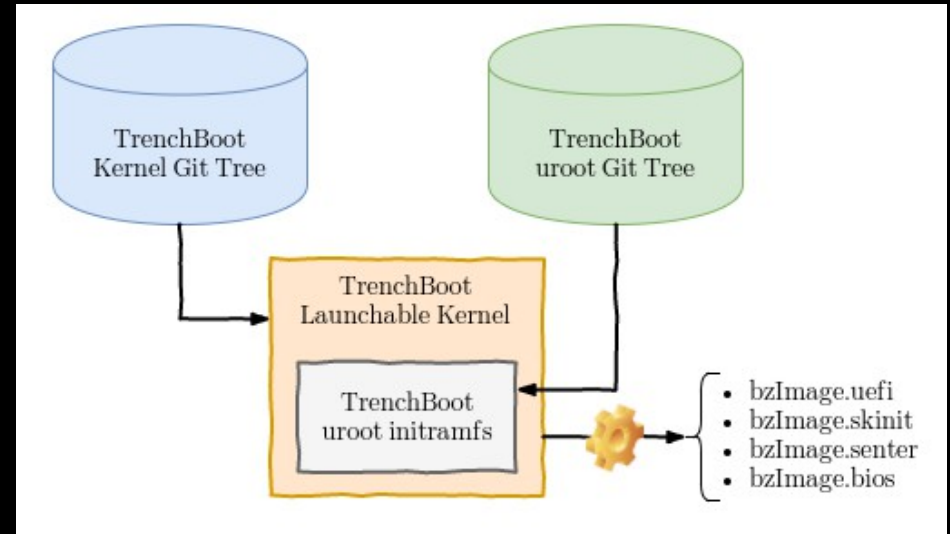 TrenchBoot
Kernel Git Tree
TrenchBoot
uroot Git Tree
TrenchBoot
Launchable Kernel
TrenchBoot
uroot initramfs
• bzImage.uefi
• bzImage.skinit
• bzImage.senter
• bzImage.bios